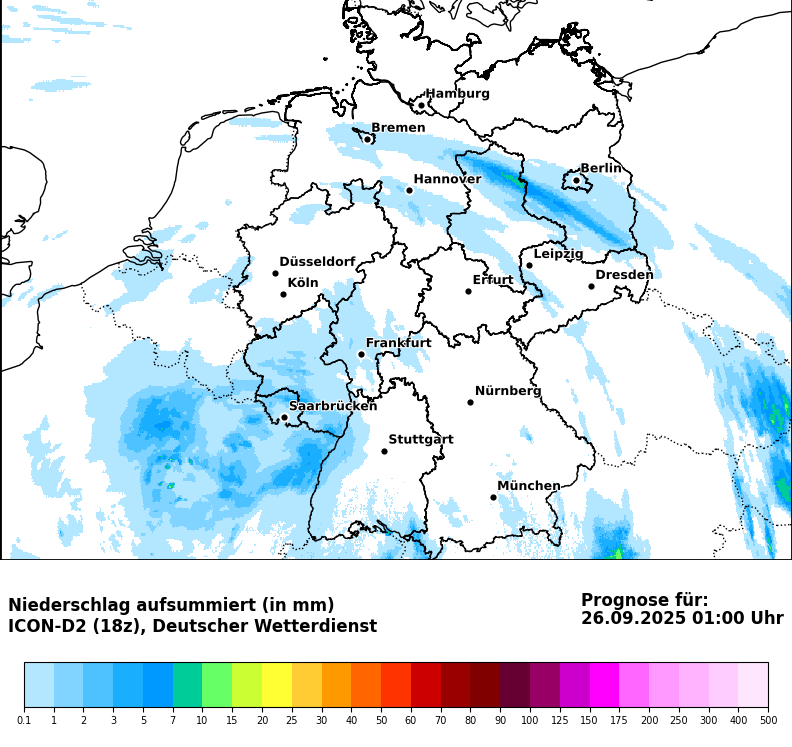 Hamburg
Bremen
Berlin
Hannover
Leipzig
Düsseldorf
Dresden
Köln
Erfurt
Frankfurt
Nürnberg
Saarbrücken
Stuttgart
München
Niederschlag aufsummiert (in mm)
ICON-D2 (18z), Deutscher Wetterdienst
Prognose für:
26.09.2025 01:00 Uhr
0.1 1 2 3 5 7 10 15 20 25 30 40 50 60 70 80 90 100 125 150 175 200 250 300 400 500